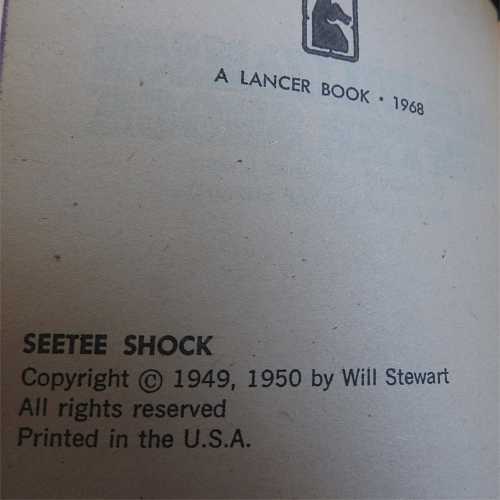 A LANCER BOOK • 1968
SEETEE SHOCK
Copyright © 1949, 1950 by Will Stewart
All rights reserved
Printed in the U.S.A.